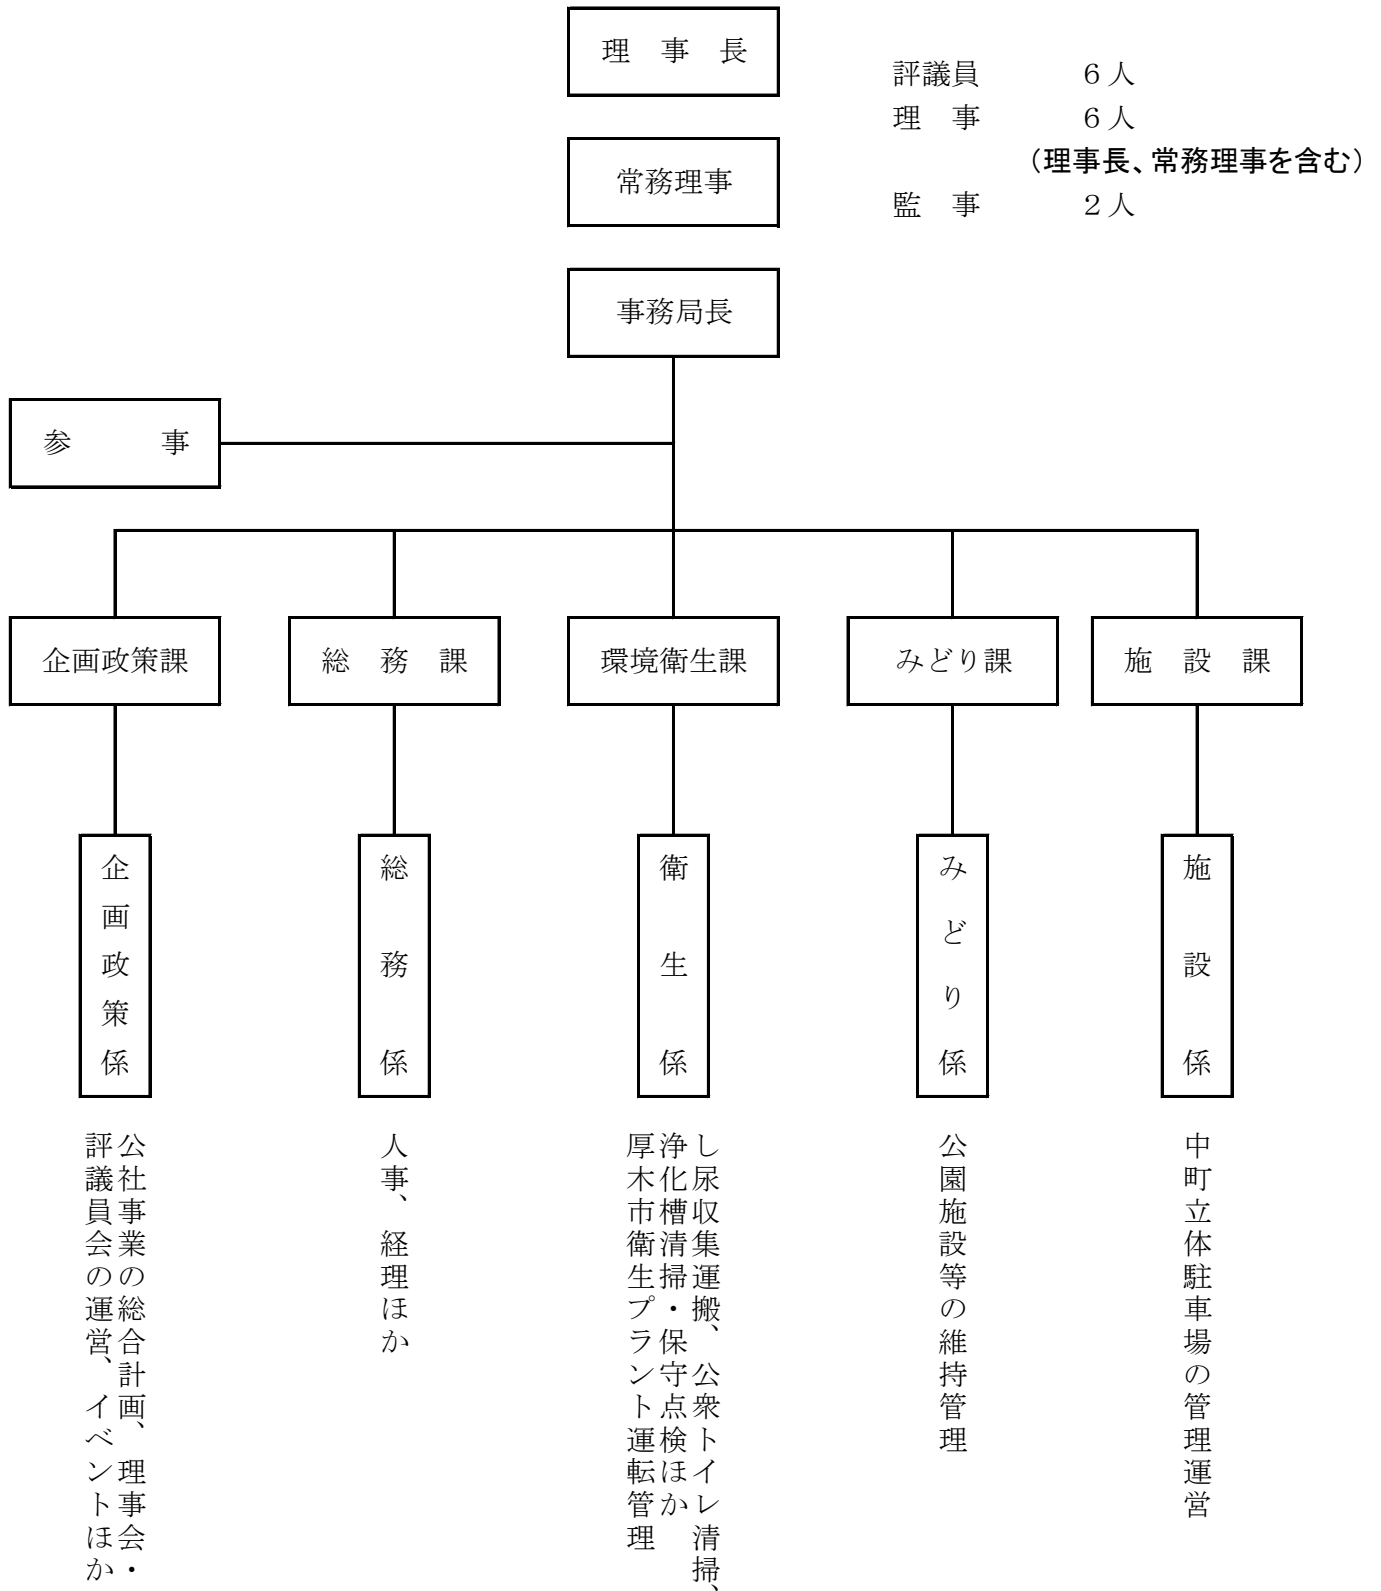 理　事　長
評議員　６人
理　事　６人
（理事長、常務理事を含む）
監　事　２人
常務理事
事務局長
参　　　事
企画政策課
総　務　課
環境衛生課
みどり課
施　設　課
企画政策係
総務係
衛生係
みどり係
施設係
公社事業の総合計画、理事会・
評議員会の運営、イベントほか
人事、経理ほか
し尿収集運搬、公衆トイレ清掃、
浄化槽清掃・保守点検ほか
厚木市衛生プラント運転管理
公園施設等の維持管理
中町立体駐車場の管理運営